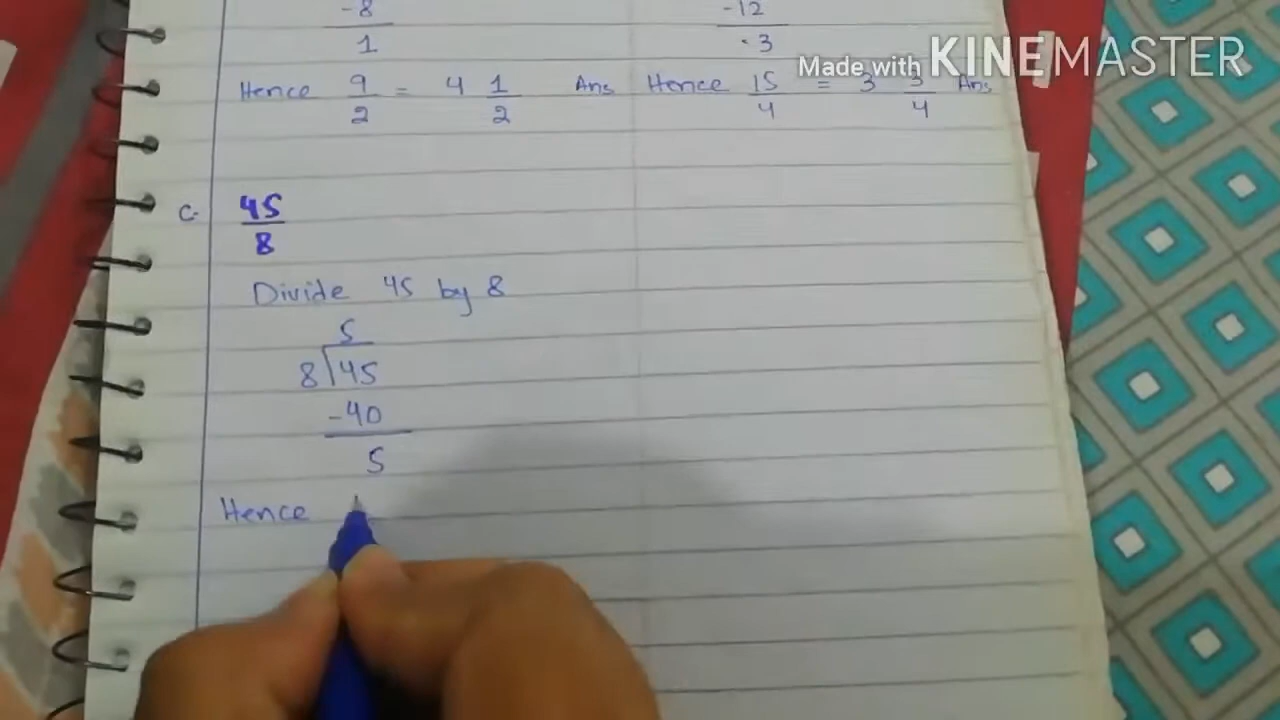 -8
1
Hence 9/2 = 4 1/2 Ans
-12
3
Hence 15/4 = 3 3/4 Ans
Made with KINEMASTER
C. 45/8
Divide 45 by 8
5
8 45
-40
5
Hence